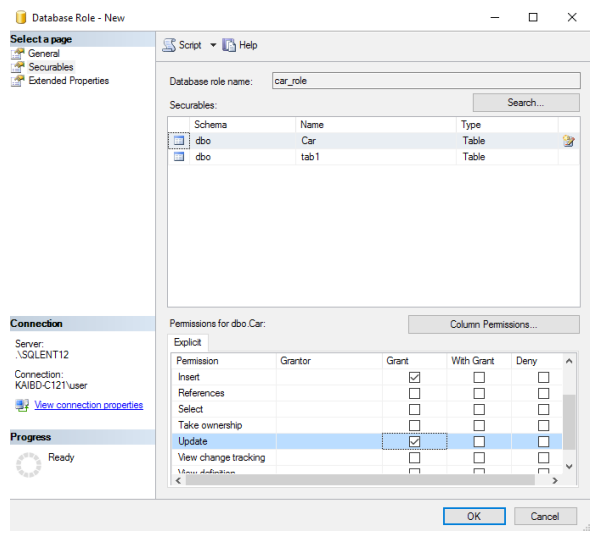 Database Role - New
Select a page
General
Securables
Extended Properties
Script
Help
Database role name: car_role
Securables: Search...
Schema Name Type
dbo Car Table
dbo tab1 Table
Connection
Server:
.\SQLENT12
Connection:
KAIBD-C121\user
View connection properties
Progress
Ready
Permissions for dbo.Car: Column Permissions...
Explicit
Permission Grantor Grant With Grant Deny
Insert
References
Select
Take ownership
Update
View change tracking
View definition
OK Cancel